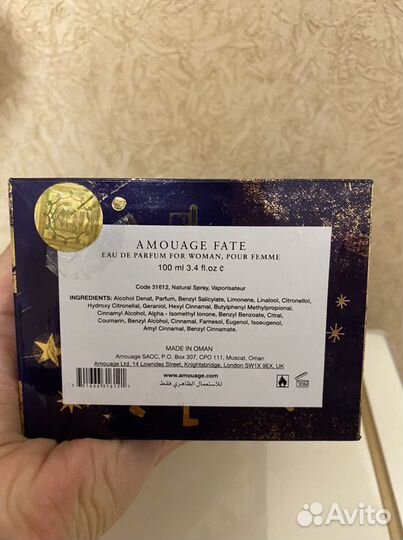 AMOUAGE FATE
EAU DE PARFUM FOR WOMAN, POUR FEMME
100 ml 3.4 fl.oz ℮
Code 31612, Natural Spray, Vaporisateur
INGREDIENTS: Alcohol Denat, Parfum, Benzyl Salicylate, Limonene, Linalool, Citronellol,
Hydroxy Citronellal, Geraniol, Hexyl Cinnamal, Butylphenyl Methylpropional,
Cinnamyl Alcohol, Alpha - Isomethyl Ionone, Benzyl Benzoate, Citral,
Coumarin, Benzyl Alcohol, Cinnamal, Farnesol, Eugenol, Isoeugenol,
Amyl Cinnamal, Benzyl Cinnamate.
MADE IN OMAN
Amouage SAOC, P.O. Box 307, CPO 111, Muscat, Oman
Amouage Ltd, 14 Lowndes Street, Knightsbridge, London SW1X 9EX, UK
www.amouage.com
للاستعمال الظاهري فقط
Avito